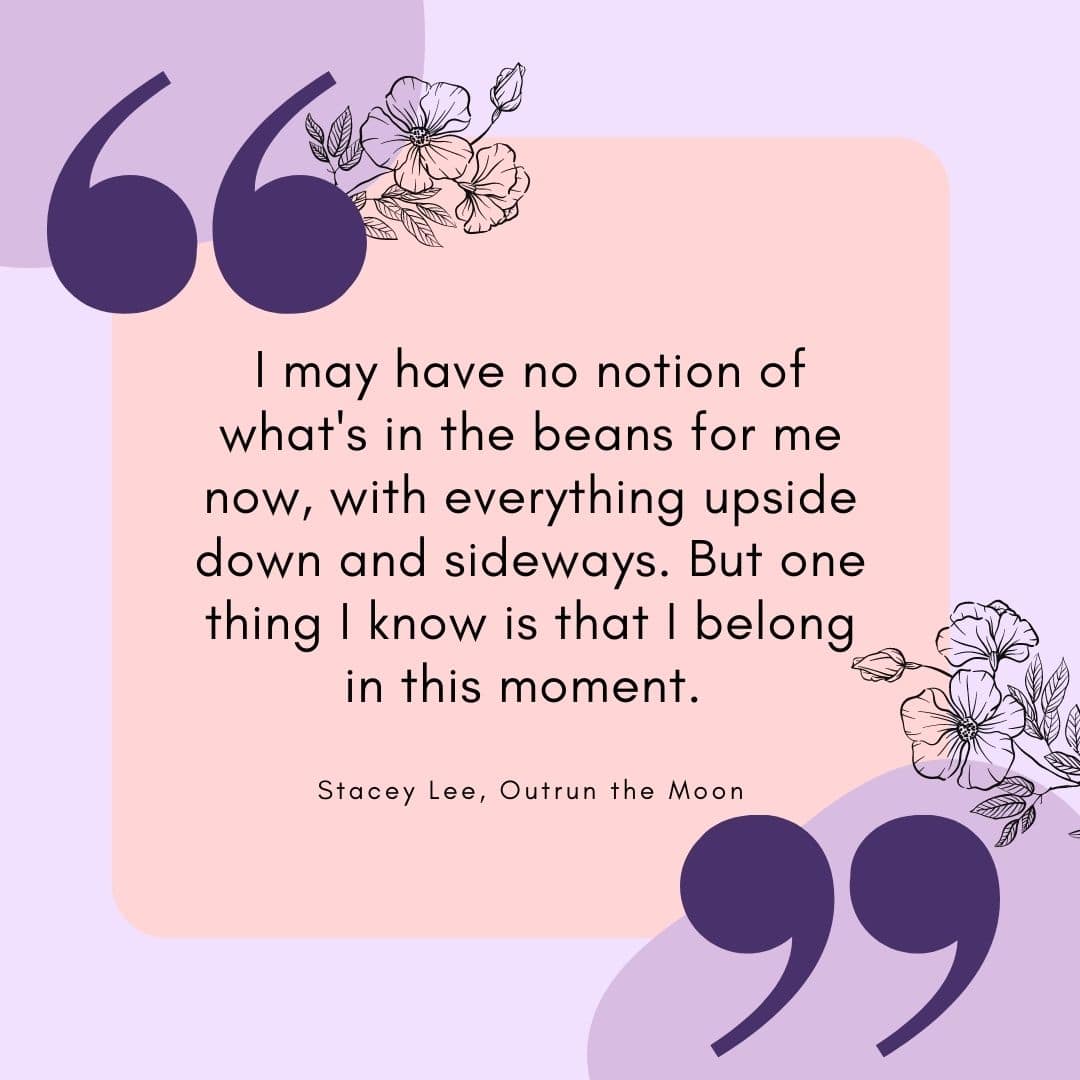 I may have no notion of
what's in the beans for me
now, with everything upside
down and sideways. But one
thing I know is that I belong
in this moment.
Stacey Lee, Outrun the Moon